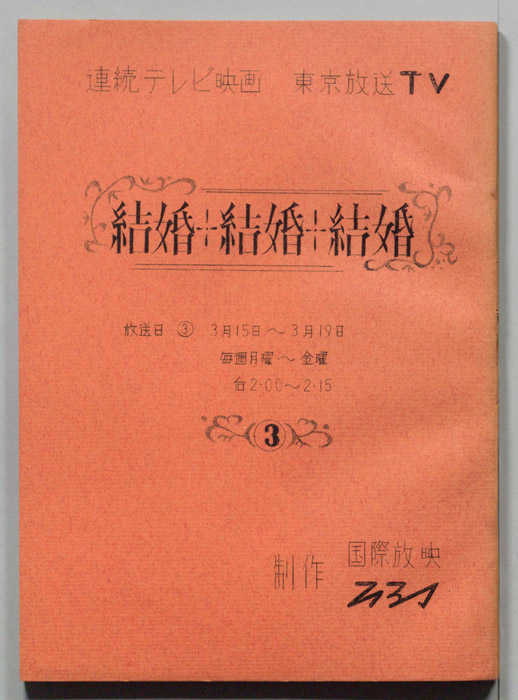 連続テレビ映画　東京放送TV
結婚+結婚+結婚
放送日 ③ 3月15日〜3月19日
毎週月曜〜金曜
2・00〜2・15
3
制作 国際放映